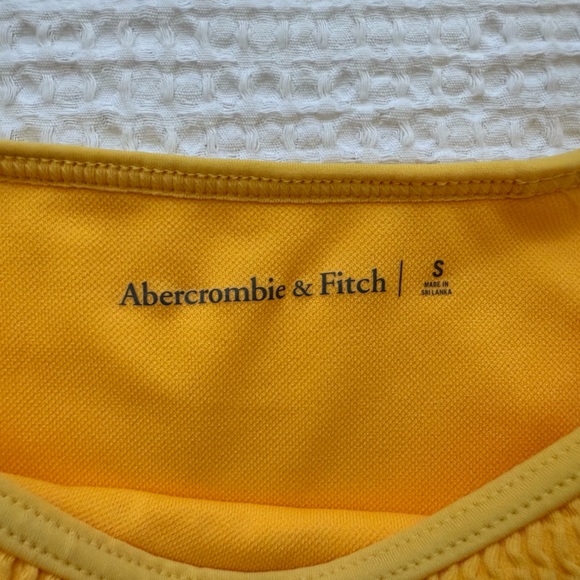 Abercrombie & Fitch | S
MADE IN
SRI LANKA